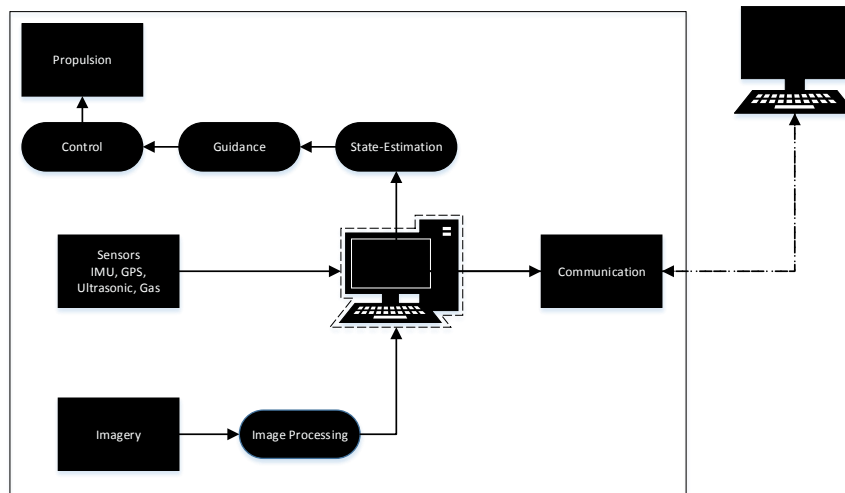 Propulsion
Control
Guidance
State-Estimation
Sensors
IMU, GPS,
Ultrasonic, Gas
Communication
Imagery
Image Processing